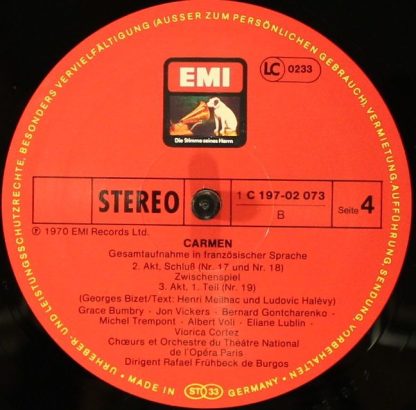 URHEBER- UND LEISTUNGSSCHUTZRECHTE, BESONDERS VERVIELFÄLTIGUNG (AUSSER ZUM PERSÖNLICHEN GEBRAUCH), VERMIETUNG AUFFÜHRUNG SENDUNG VORBEHALTEN
EMI
LC 0233
Die Stimme seines Herrn
STEREO
1 C 197-02 073
B
Seite 4
℗ 1970 EMI Records Ltd.
CARMEN
Gesamtaufnahme in französischer Sprache
2. Akt, Schluß (Nr. 17 und Nr. 18)
Zwischenspiel
3. Akt, 1. Teil (Nr. 19)
(Georges Bizet/Text: Henri Meilhac und Ludovic Halévy)
Grace Bumbry · Jon Vickers · Bernard Gontcharenko ·
Michel Trempont · Albert Voli · Eliane Lublin ·
Viorica Cortez
Chœurs et Orchestre du Théâtre National
de l'Opéra Paris
Dirigent Rafael Frühbeck de Burgos
• MADE IN ST 33 GERMANY •